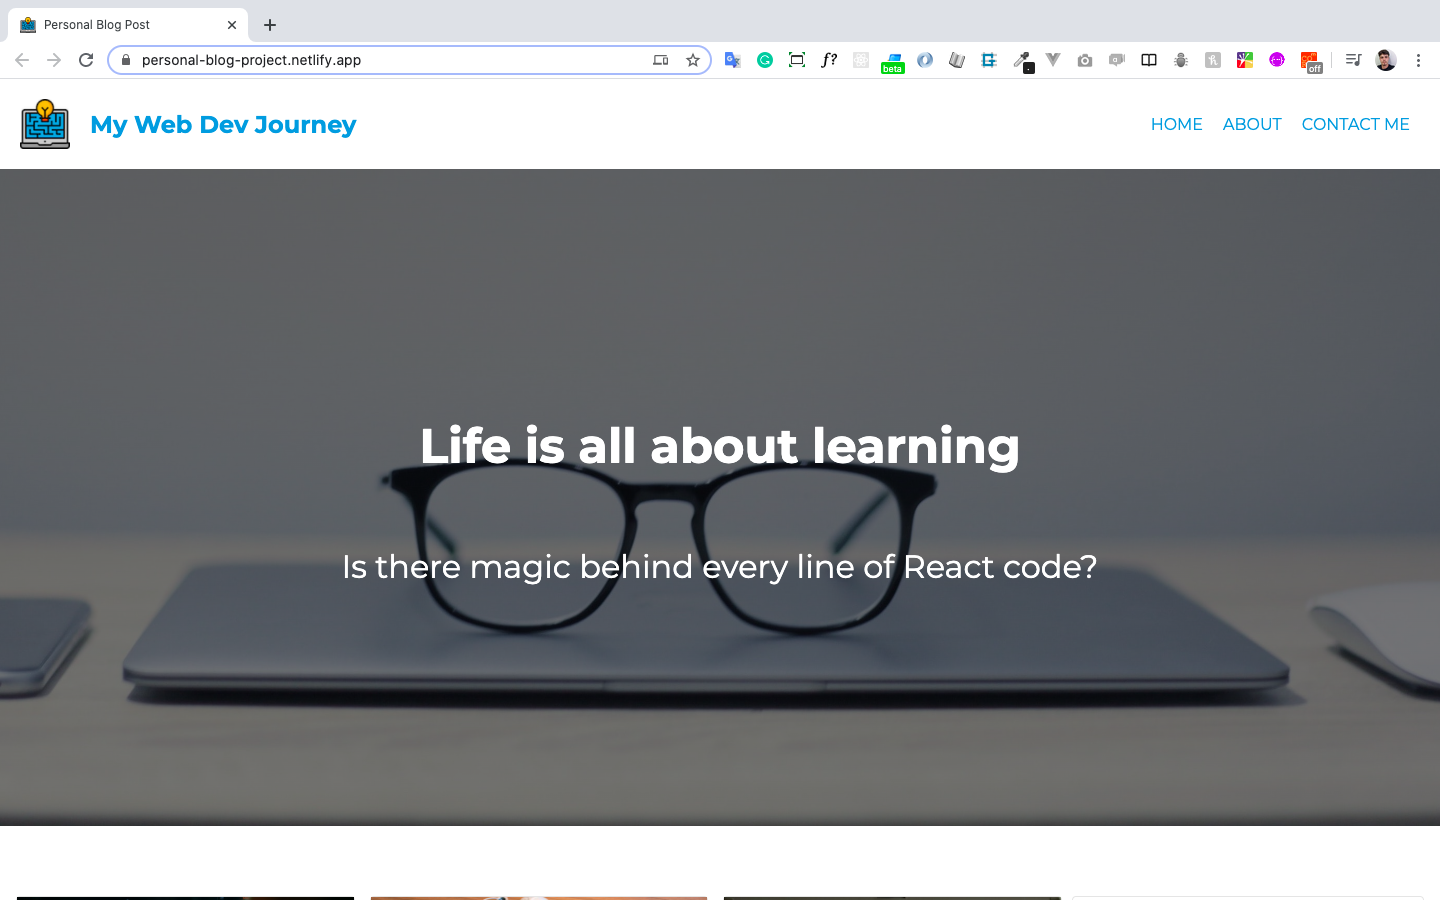 Personal Blog Post
personal-blog-project.netlify.app
f?
beta
off
My Web Dev Journey
HOME
ABOUT
CONTACT ME
Life is all about learning
Is there magic behind every line of React code?